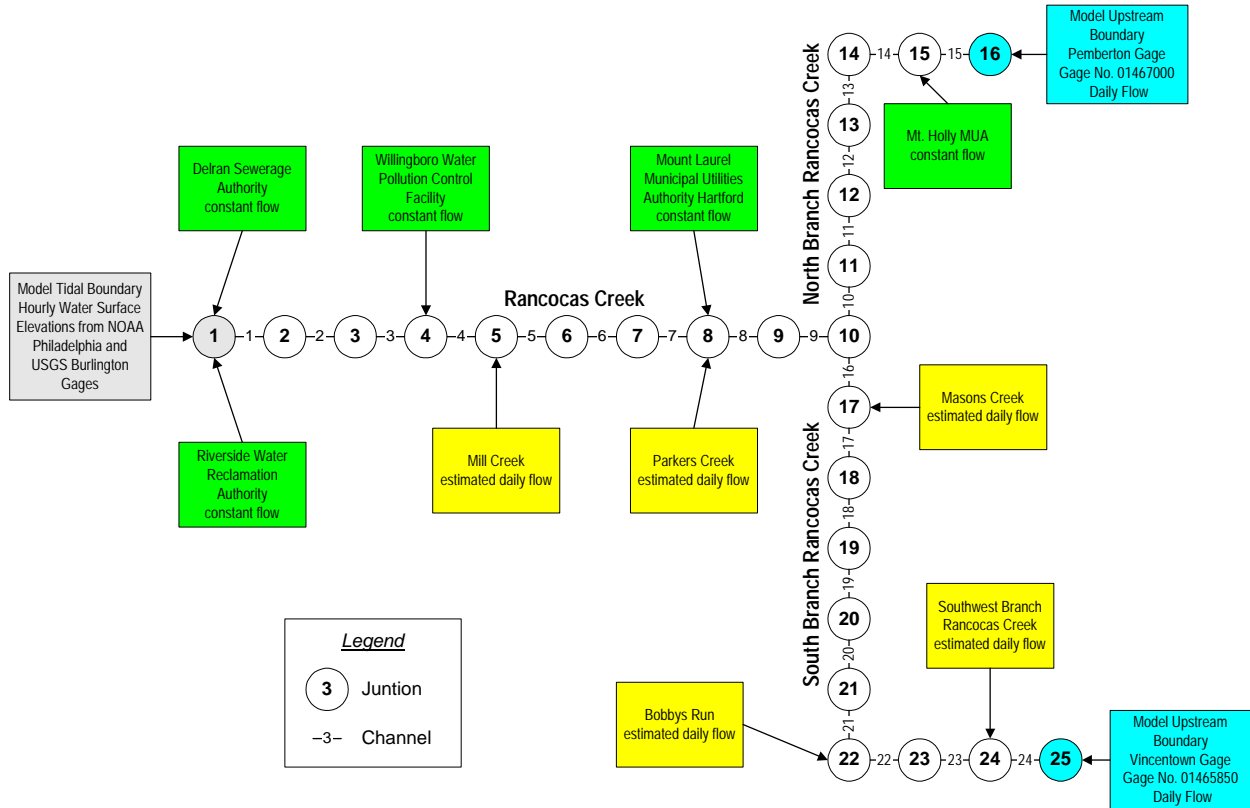 Model Upstream
Boundary
Pemberton Gage
Gage No. 01467000
Daily Flow
14
14
15
15
16
13
North Branch Rancocas Creek
13
Mt. Holly MUA
constant flow
12
12
11
11
10
Delran Sewerage
Authority
constant flow
Willingboro Water
Pollution Control
Facility
constant flow
Mount Laurel
Municipal Utilities
Authority Hartford
constant flow
Model Tidal Boundary
Hourly Water Surface
Elevations from NOAA
Philadelphia and
USGS Burlington
Gages
Rancocas Creek
1
1
2
2
3
3
4
4
5
5
6
6
7
7
8
8
9
9
10
16
17
Masons Creek
estimated daily flow
Riverside Water
Reclamation
Authority
constant flow
Mill Creek
estimated daily flow
Parkers Creek
estimated daily flow
17
South Branch Rancocas Creek
18
18
19
19
20
20
21
21
Southwest Branch
Rancocas Creek
estimated daily flow
Legend
3 Juntion
–3– Channel
Bobbys Run
estimated daily flow
22
22
23
23
24
24
25
Model Upstream
Boundary
Vincentown Gage
Gage No. 01465850
Daily Flow